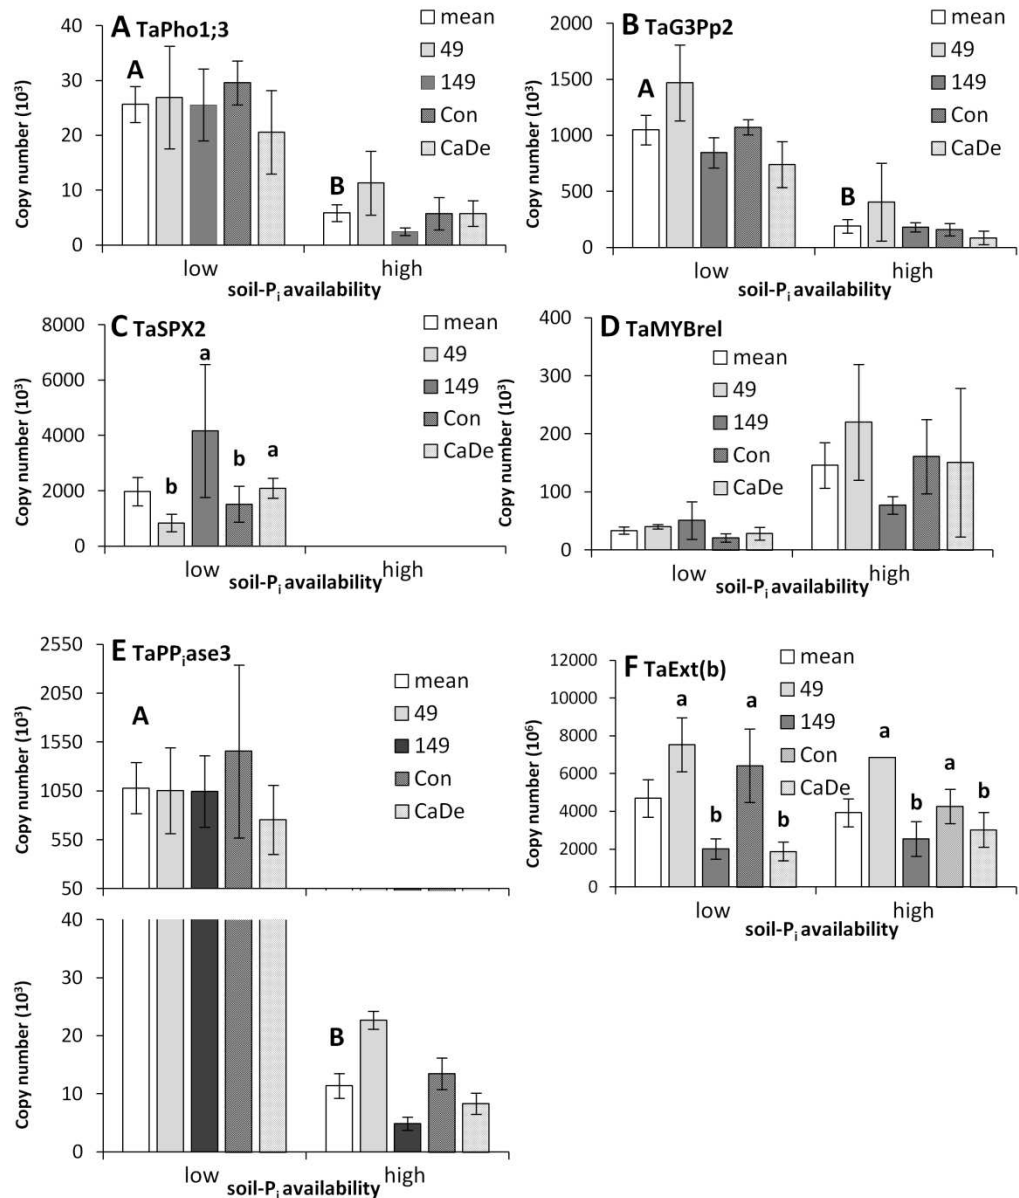 A TaPho1;3
Copy number (10³)
40
30
20
10
0
A
B
mean
49
149
Con
CaDe
low
high
soil-Pᵢ availability
B TaG3Pp2
Copy number (10³)
2000
1500
1000
500
0
A
B
mean
49
149
Con
CaDe
low
high
soil-Pᵢ availability
C TaSPX2
Copy number (10³)
8000
6000
4000
2000
0
b
a
b
a
mean
49
149
Con
CaDe
low
high
soil-Pᵢ availability
D TaMYBrel
Copy number (10³)
400
300
200
100
0
mean
49
149
Con
CaDe
low
high
soil-Pᵢ availability
E TaPPᵢase3
Copy number (10³)
2550
2050
1550
1050
550
50
A
mean
49
149
Con
CaDe
Copy number (10³)
40
30
20
10
0
B
low
high
soil-Pᵢ availability
F TaExt(b)
Copy number (10⁶)
12000
10000
8000
6000
4000
2000
0
a
b
a
b
a
b
a
b
mean
49
149
Con
CaDe
low
high
soil-Pᵢ availability